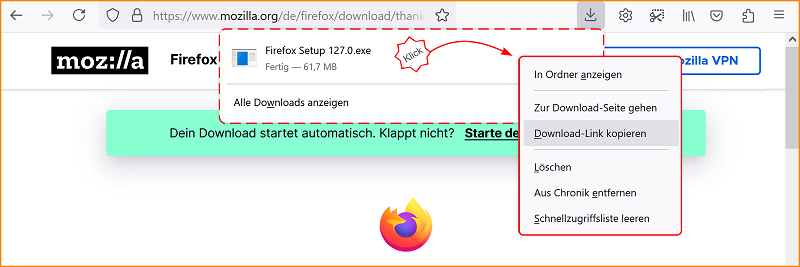 https://www.mozilla.org/de/firefox/download/thank
moz://a
Firefox
Firefox Setup 127.0.exe
Fertig — 61,7 MB
Klick
Alle Downloads anzeigen
Mozilla VPN
In Ordner anzeigen
Zur Download-Seite gehen
Download-Link kopieren
Löschen
Aus Chronik entfernen
Schnellzugriffsliste leeren
Dein Download startet automatisch. Klappt nicht? Starte de